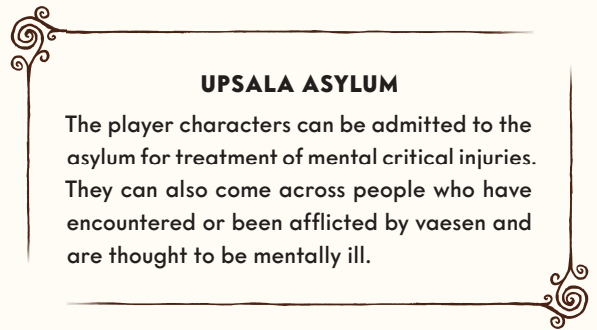 UPSALA ASYLUM
The player characters can be admitted to the
asylum for treatment of mental critical injuries.
They can also come across people who have
encountered or been afflicted by vaesen and
are thought to be mentally ill.